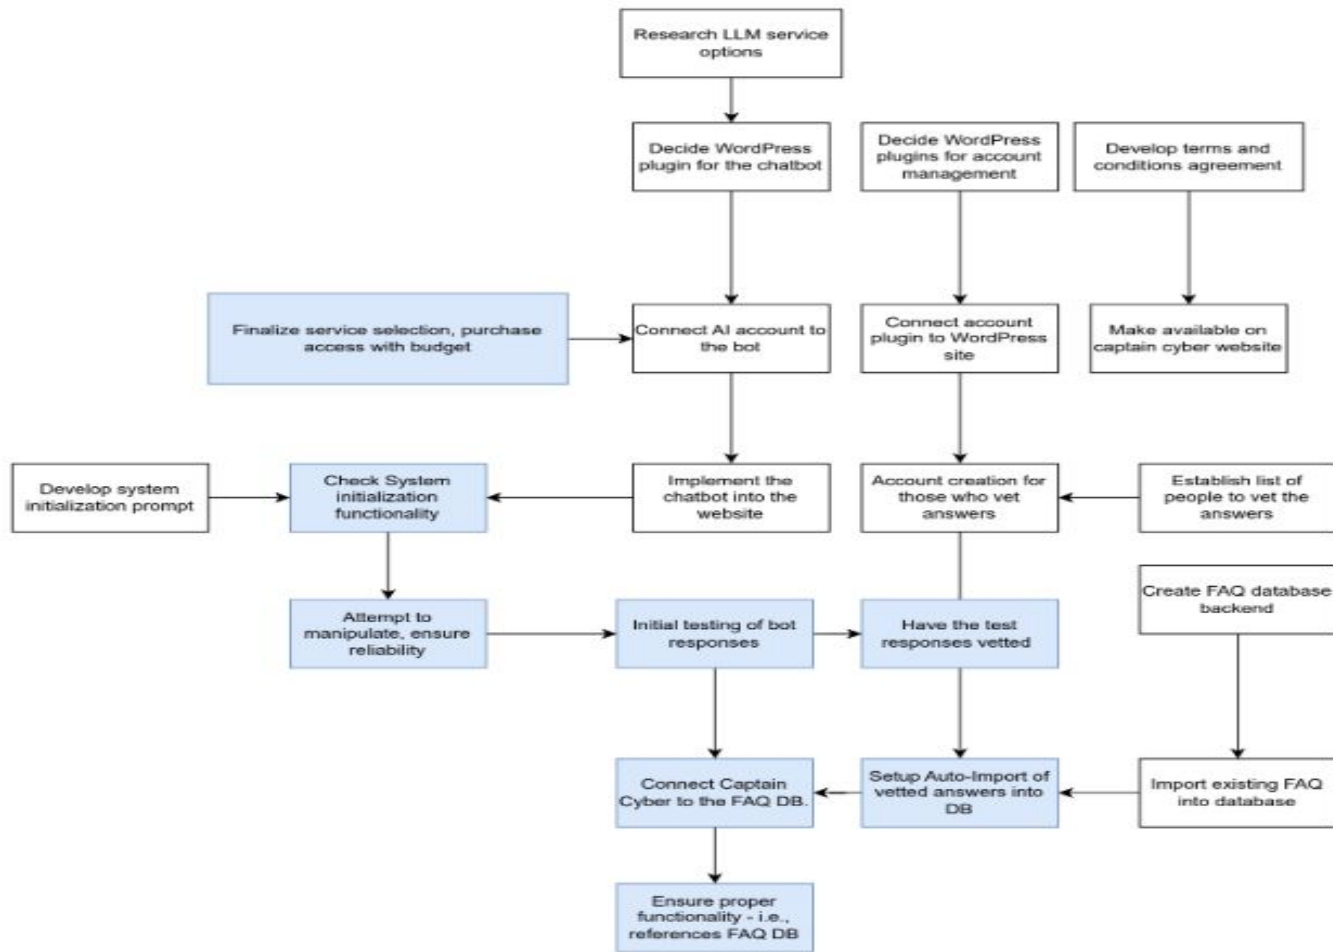 Research LLM service
options
Decide WordPress
plugin for the chatbot
Decide WordPress
plugins for account
management
Develop terms and
conditions agreement
Finalize service selection, purchase
access with budget
Connect AI account to
the bot
Connect account
plugin to WordPress
site
Make available on
captain cyber website
Develop system
initialization prompt
Check System
initialization
functionality
Implement the
chatbot into the
website
Account creation for
those who vet
answers
Establish list of
people to vet the
answers
Attempt to
manipulate, ensure
reliability
Initial testing of bot
responses
Have the test
responses vetted
Create FAQ database
backend
Connect Captain
Cyber to the FAQ DB.
Setup Auto-Import of
vetted answers into
DB
Import existing FAQ
into database
Ensure proper
functionality - i.e.,
references FAQ DB